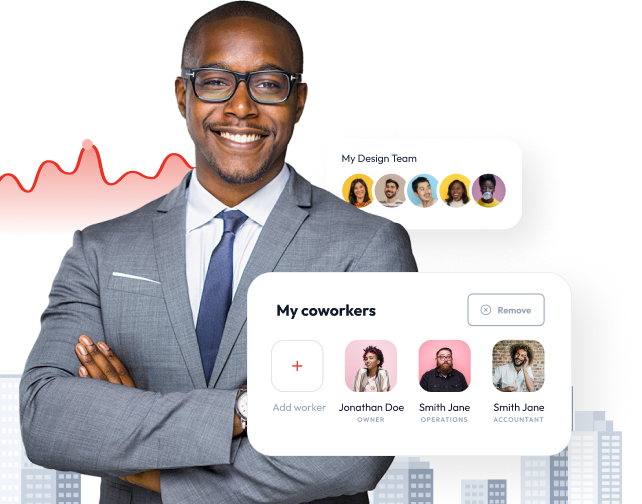 My Design Team
My coworkers
Remove
Add worker
Jonathan Doe
OWNER
Smith Jane
OPERATIONS
Smith Jane
ACCOUNTANT